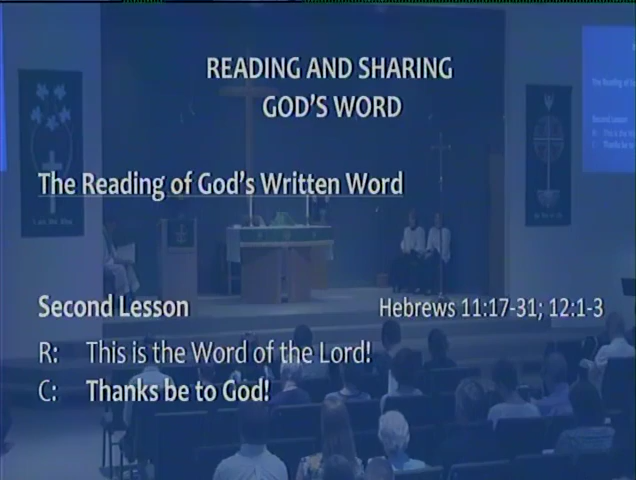 READING AND SHARING
GOD'S WORD
The Reading of God's Written Word
Second Lesson Hebrews 11:17-31; 12:1-3
R: This is the Word of the Lord!
C: Thanks be to God!